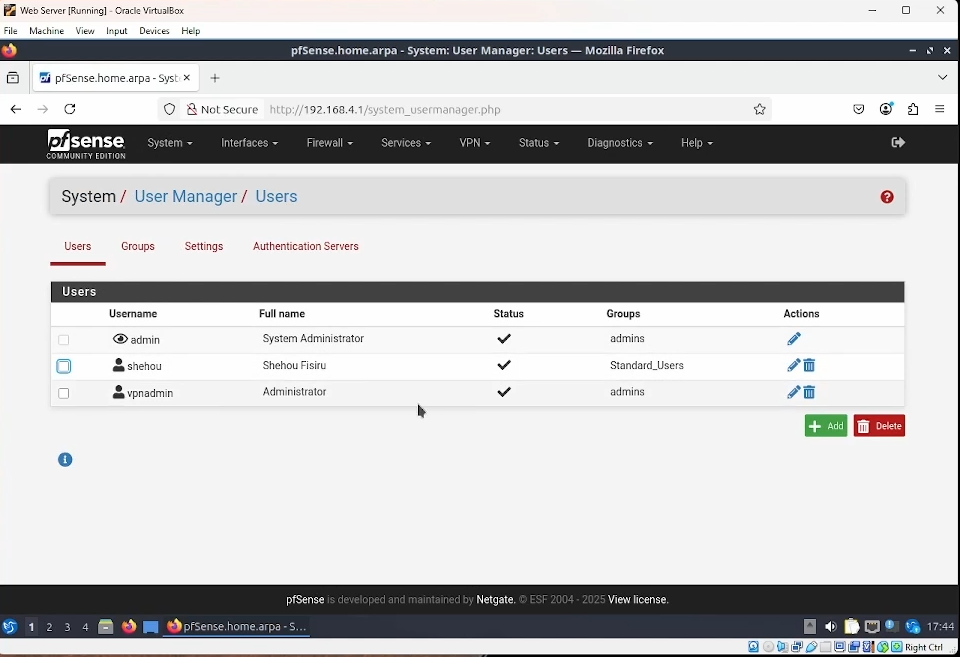 Web Server [Running] - Oracle VirtualBox
File Machine View Input Devices Help
pfSense.home.arpa - System: User Manager: Users — Mozilla Firefox
pfSense.home.arpa - Syst
Not Secure http://192.168.4.1/system_usermanager.php
pfsense System Interfaces Firewall Services VPN Status Diagnostics Help
COMMUNITY EDITION
System / User Manager / Users
Users Groups Settings Authentication Servers
Users
Username Full name Status Groups Actions
admin System Administrator admins
shehou Shehou Fisiru Standard_Users
vpnadmin Administrator admins
Add Delete
pfSense is developed and maintained by Netgate. © ESF 2004 - 2025 View license.
1 2 3 4 pfSense.home.arpa - S... 17:44
Right Ctrl